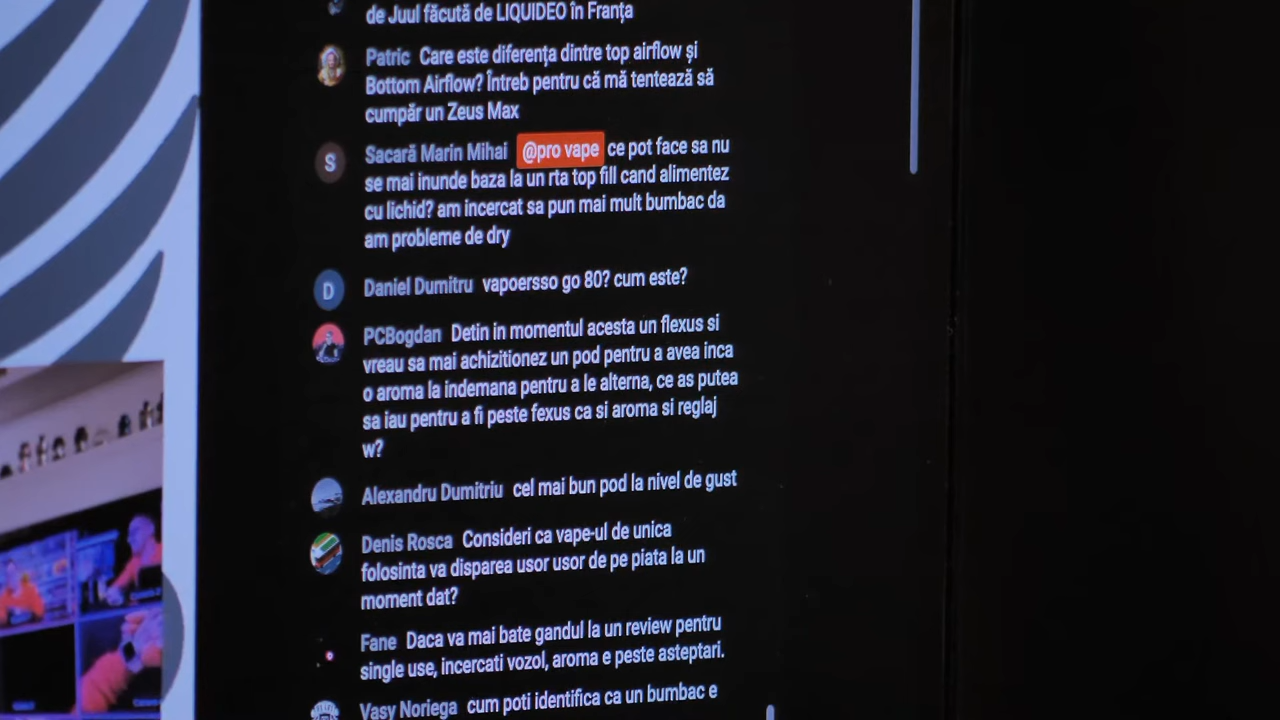 de Juul făcută de LIQUIDEO în Franța
Patric Care este diferența dintre top airflow și
Bottom Airflow? Întreb pentru că mă tentează să
cumpăr un Zeus Max
Sacară Marin Mihai @pro vape ce pot face sa nu
se mai inunde baza la un rta top fill cand alimentez
cu lichid? am incercat sa pun mai mult bumbac da
am probleme de dry
Daniel Dumitru vapoersso go 80? cum este?
PCBogdan Detin in momentul acesta un flexus si
vreau sa mai achizitionez un pod pentru a avea inca
o aroma la indemana pentru a le alterna, ce as putea
sa iau pentru a fi peste fexus ca si aroma si reglaj
w?
Alexandru Dumitriu cel mai bun pod la nivel de gust
Denis Rosca Consideri ca vape-ul de unica
folosinta va disparea usor usor de pe piata la un
moment dat?
Fane Daca va mai bate gandul la un review pentru
single use, incercati vozol, aroma e peste asteptari.
Vasy Noriega cum poti identifica ca un bumbac e
S
D